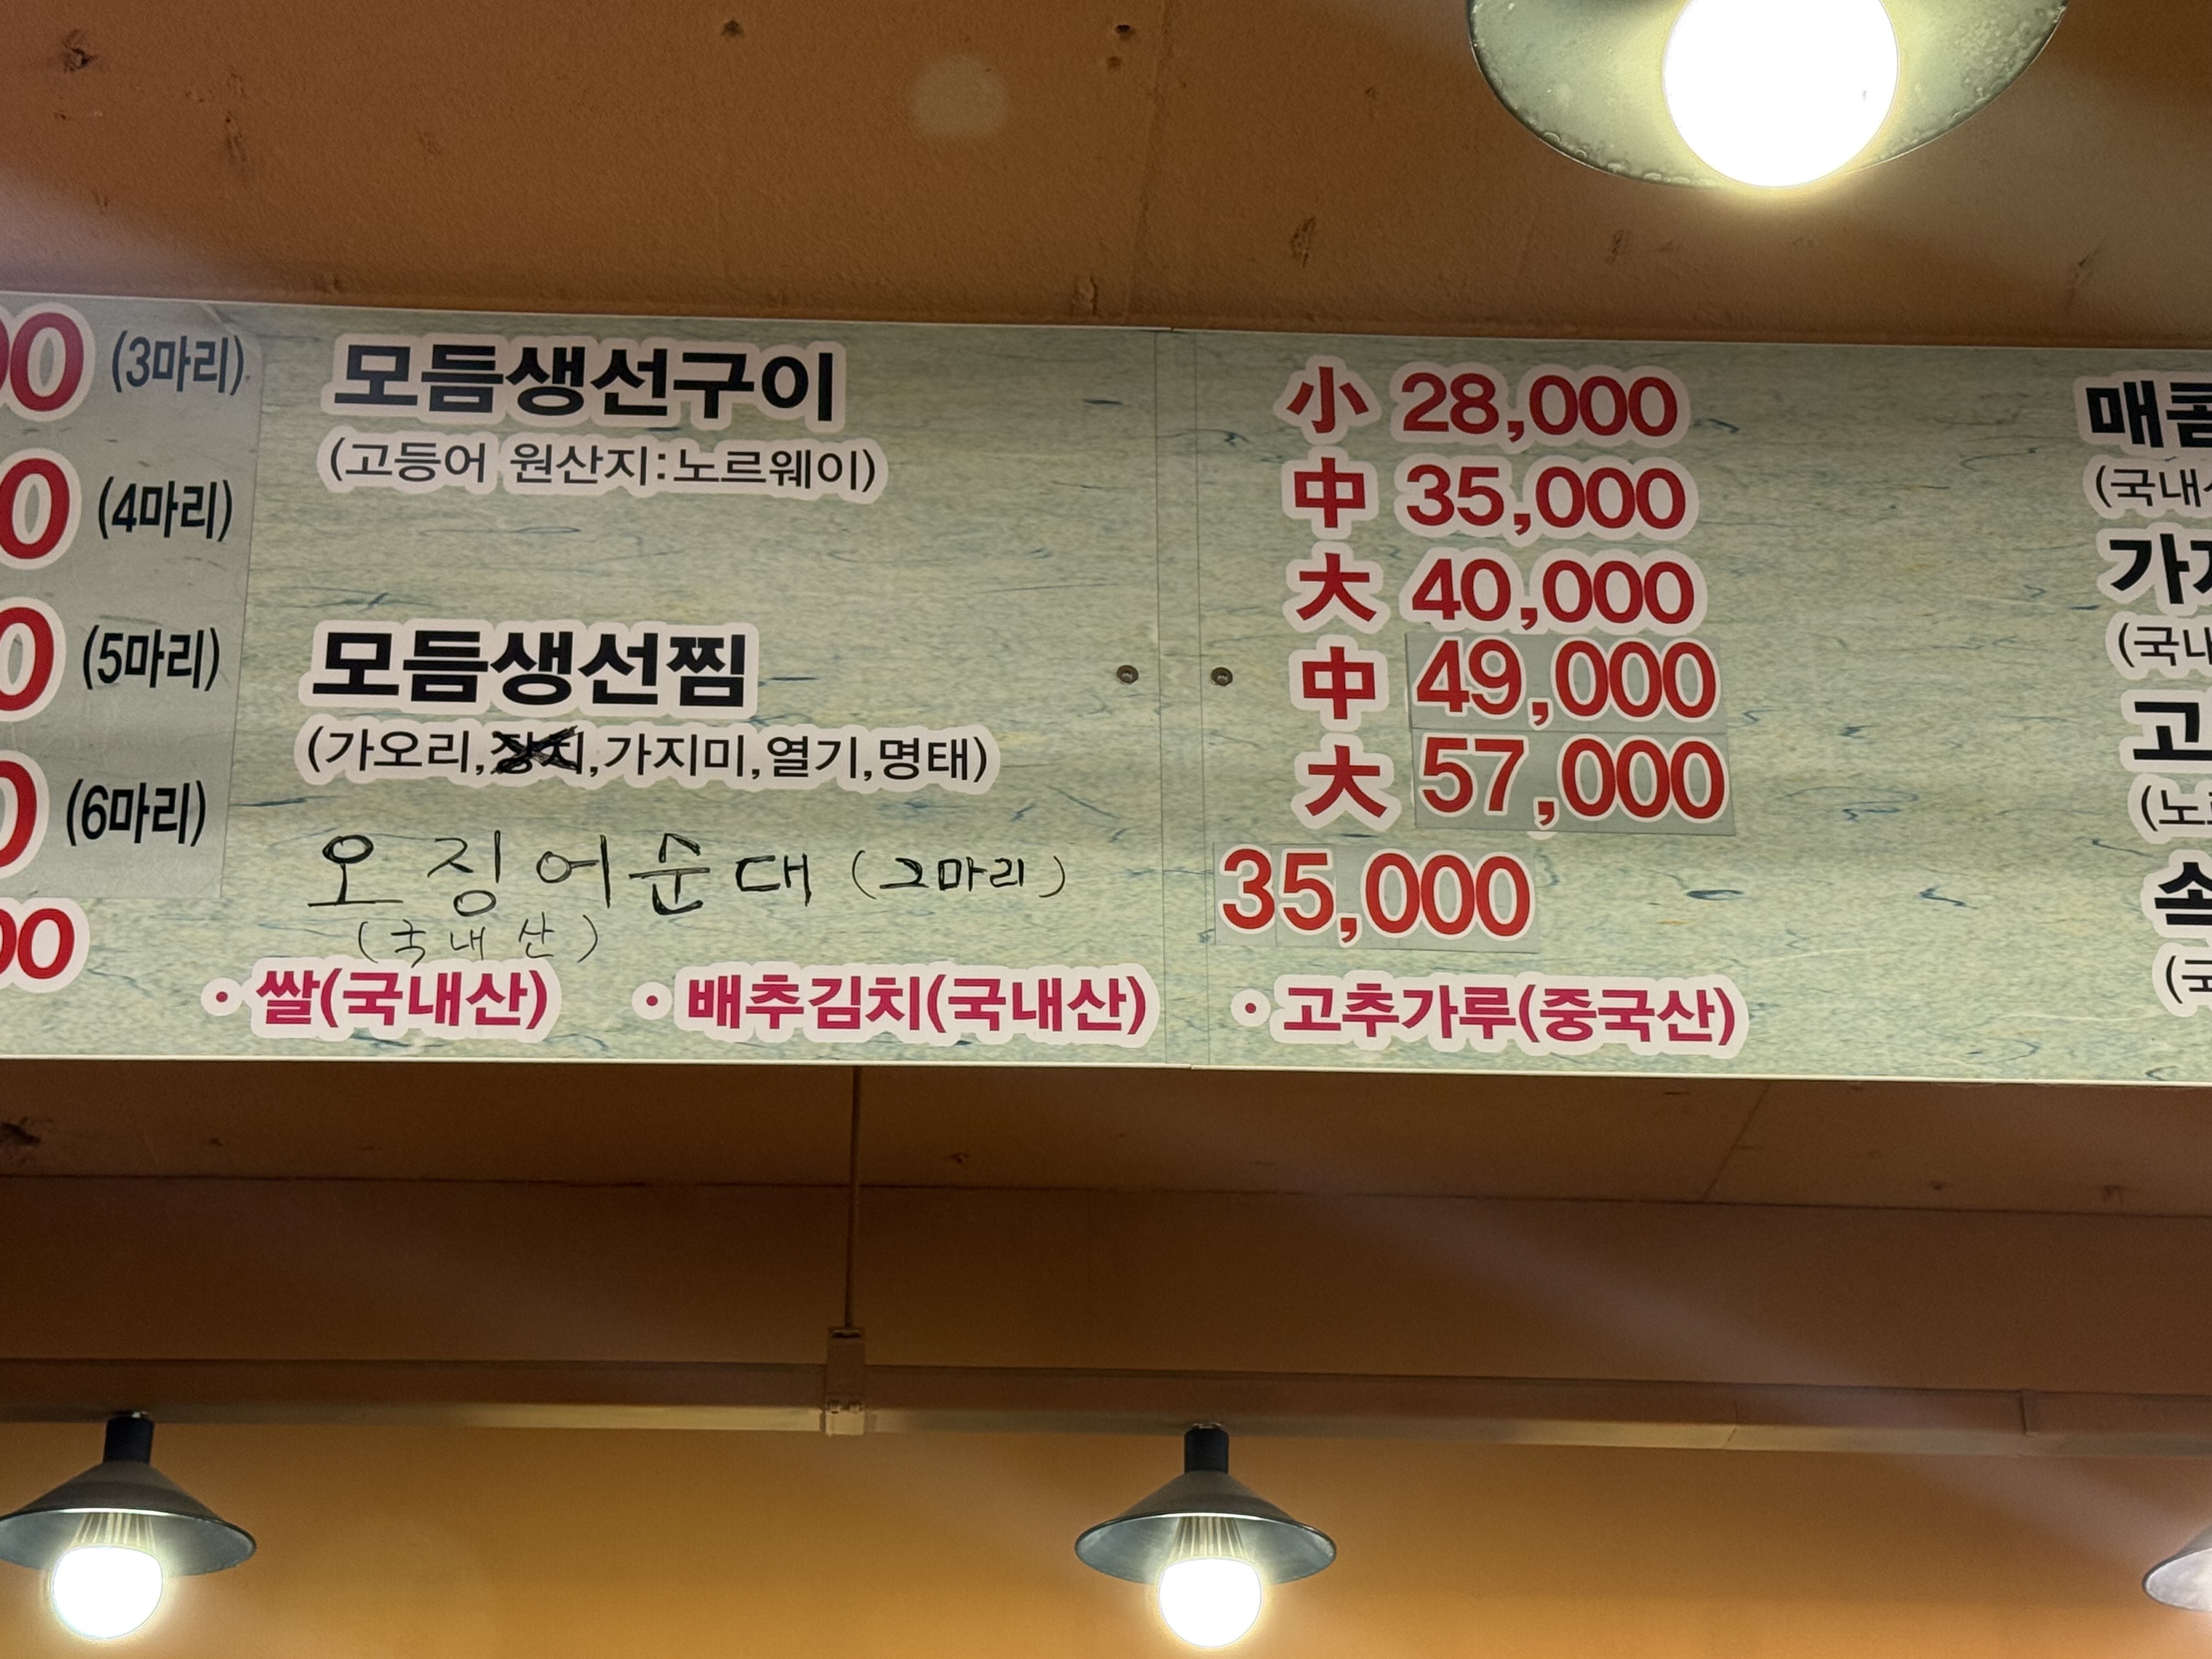 (3마리)
(4마리)
(5마리)
(6마리)
모듬생선구이
(고등어 원산지:노르웨이)
小 28,000
中 35,000
大 40,000
모듬생선찜
(가오리,가지미,열기,명태)
中 49,000
大 57,000
오징어순대 (2마리)
(국내산)
35,000
• 쌀(국내산) • 배추김치(국내산) • 고추가루(중국산)